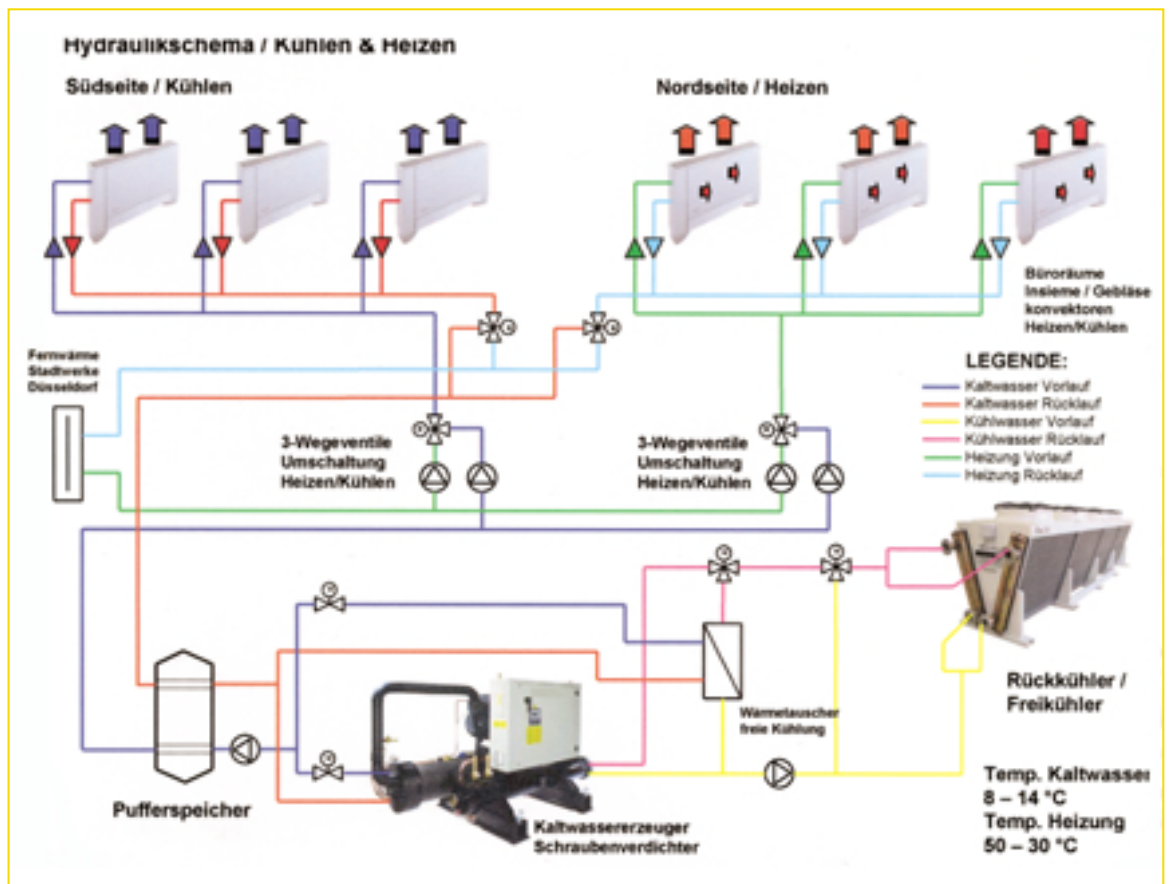 Hydraulikschema / Kühlen & Heizen
Südseite / Kühlen
Nordseite / Heizen
Büroräume
Insieme / Gebläse
konvektoren
Heizen/Kühlen
Fernwärme
Stadtwerke
Düsseldorf
LEGENDE:
Kaltwasser Vorlauf
Kaltwasser Rücklauf
Kühlwasser Vorlauf
Kühlwasser Rücklauf
Heizung Vorlauf
Heizung Rücklauf
3-Wegeventile
Umschaltung
Heizen/Kühlen
3-Wegeventile
Umschaltung
Heizen/Kühlen
Rückkühler /
Freikühler
Wärmetauscher
freie Kühlung
Pufferspeicher
Kaltwassererzeuger
Schraubenverdichter
Temp. Kaltwasser
8 – 14 °C
Temp. Heizung
50 – 30 °C